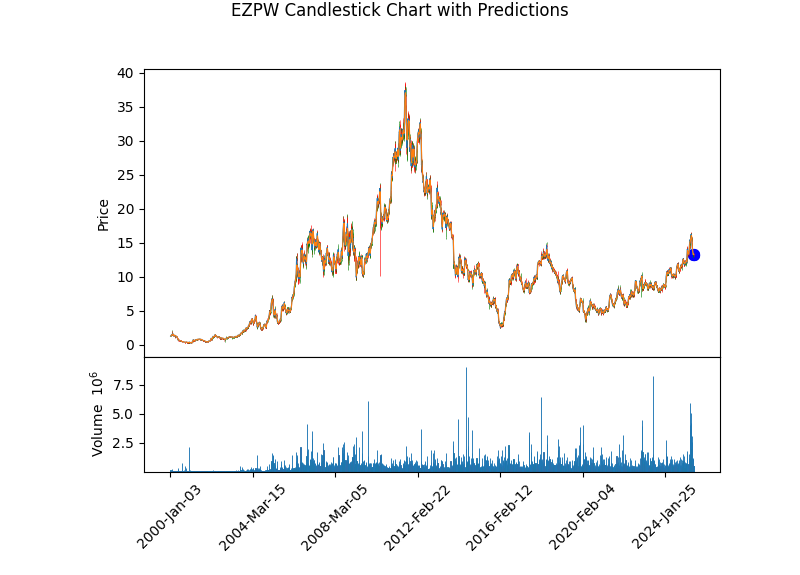 EZPW Candlestick Chart with Predictions
40
35
30
25
20
15
10
5
0
Price
7.5
5.0
2.5
Volume 10^6
2000-Jan-03
2004-Mar-15
2008-Mar-05
2012-Feb-22
2016-Feb-12
2020-Feb-04
2024-Jan-25